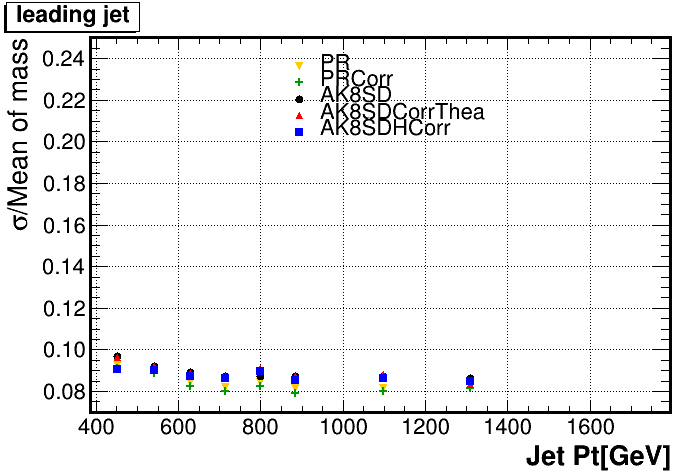 leading jet
σ/Mean of mass
0.24
0.22
0.20
0.18
0.16
0.14
0.12
0.10
0.08
PR
PRCorr
AK8SD
AK8SDCorrThea
AK8SDHCorr
400 600 800 1000 1200 1400 1600
Jet Pt[GeV]